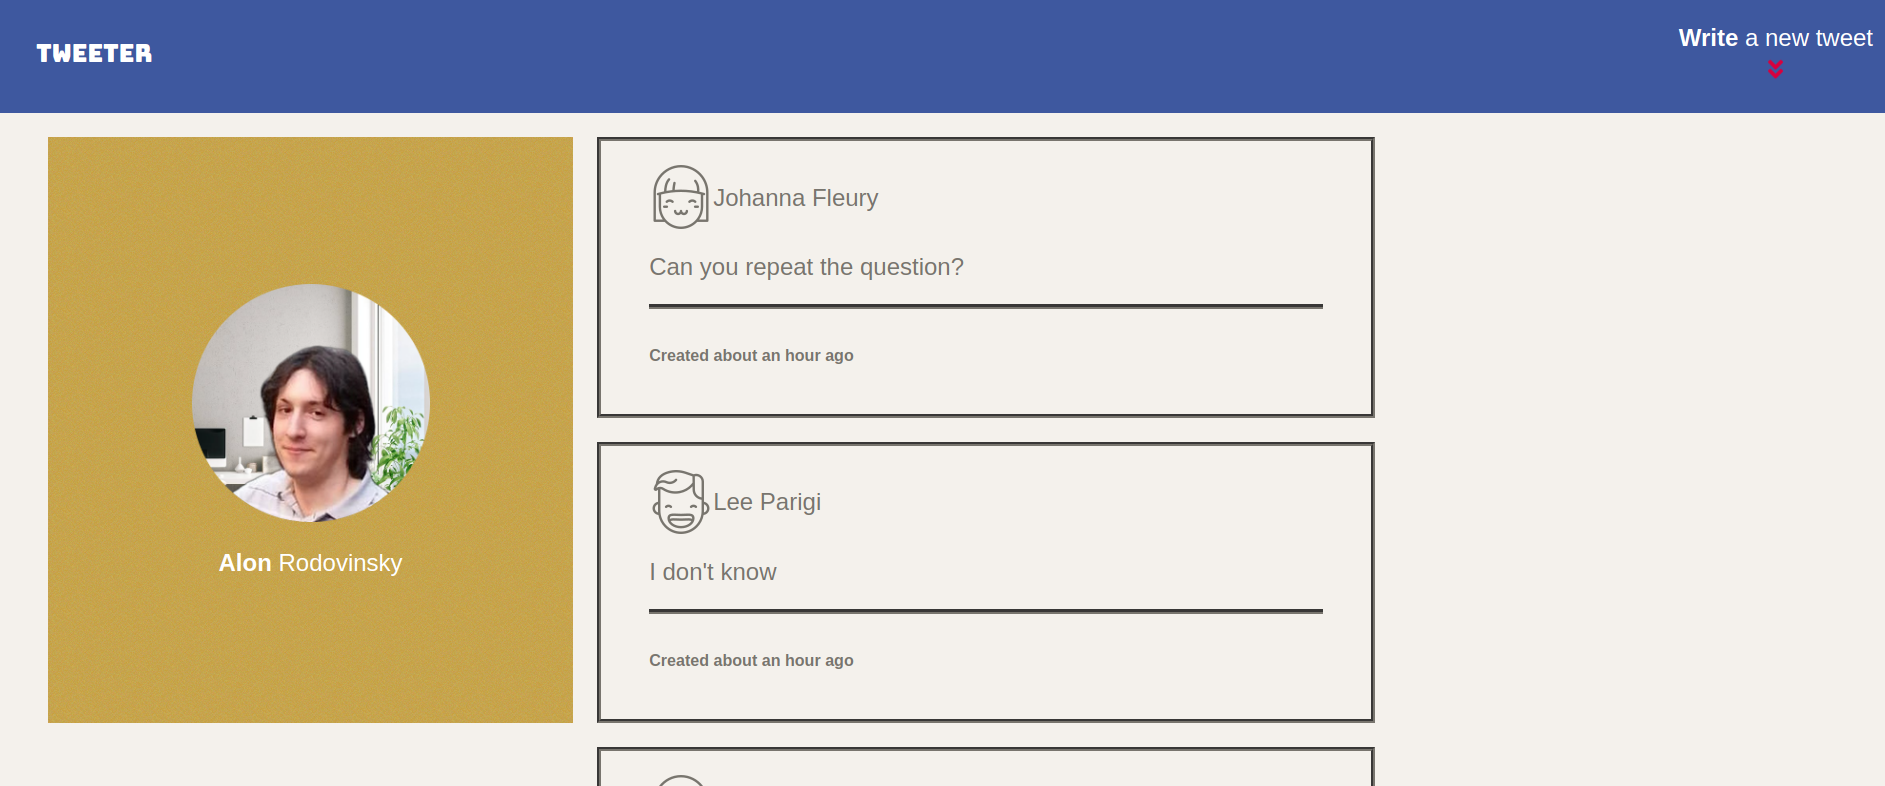 TWEETER
Write a new tweet
Alon Rodovinsky
Johanna Fleury
Can you repeat the question?
Created about an hour ago
Lee Parigi
I don't know
Created about an hour ago